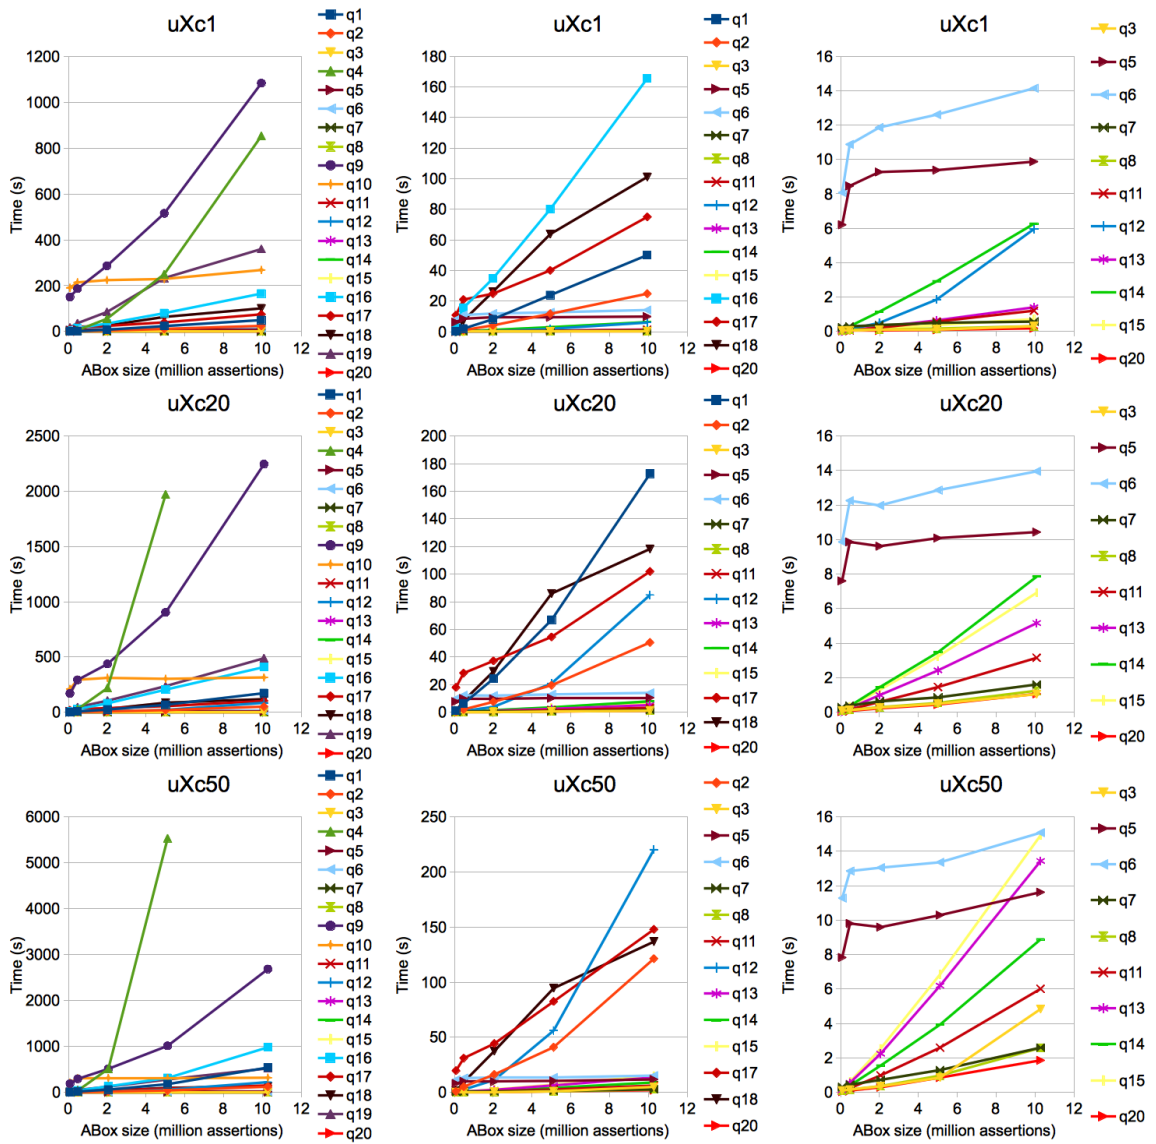 uXc1
Time (s)
1200
1000
800
600
400
200
0
0 2 4 6 8 10 12
ABox size (million assertions)
q1
q2
q3
q4
q5
q6
q7
q8
q9
q10
q11
q12
q13
q14
q15
q16
q17
q18
q19
q20
uXc1
Time (s)
180
160
140
120
100
80
60
40
20
0
0 2 4 6 8 10 12
ABox size (million assertions)
q1
q2
q3
q5
q6
q7
q8
q11
q12
q13
q14
q15
q16
q17
q18
q20
uXc1
Time (s)
16
14
12
10
8
6
4
2
0
0 2 4 6 8 10 12
ABox size (million assertions)
q3
q5
q6
q7
q8
q11
q12
q13
q14
q15
q20
uXc20
Time (s)
2500
2000
1500
1000
500
0
0 2 4 6 8 10 12
ABox size (million assertions)
q1
q2
q3
q4
q5
q6
q7
q8
q9
q10
q11
q12
q13
q14
q15
q16
q17
q18
q19
q20
uXc20
Time (s)
200
180
160
140
120
100
80
60
40
20
0
0 2 4 6 8 10 12
ABox size (million assertions)
q1
q2
q3
q5
q6
q7
q8
q11
q12
q13
q14
q15
q17
q18
q20
uXc20
Time (s)
16
14
12
10
8
6
4
2
0
0 2 4 6 8 10 12
ABox size (million assertions)
q3
q5
q6
q7
q8
q11
q13
q14
q15
q20
uXc50
Time (s)
6000
5000
4000
3000
2000
1000
0
0 2 4 6 8 10 12
ABox size (million assertions)
q1
q2
q3
q4
q5
q6
q7
q8
q9
q10
q11
q12
q13
q14
q15
q16
q17
q18
q19
q20
uXc50
Time (s)
250
200
150
100
50
0
0 2 4 6 8 10 12
ABox size (million assertions)
q2
q3
q5
q6
q7
q8
q11
q12
q13
q14
q15
q17
q18
q20
uXc50
Time (s)
16
14
12
10
8
6
4
2
0
0 2 4 6 8 10 12
ABox size (million assertions)
q3
q5
q6
q7
q8
q11
q13
q14
q15
q20